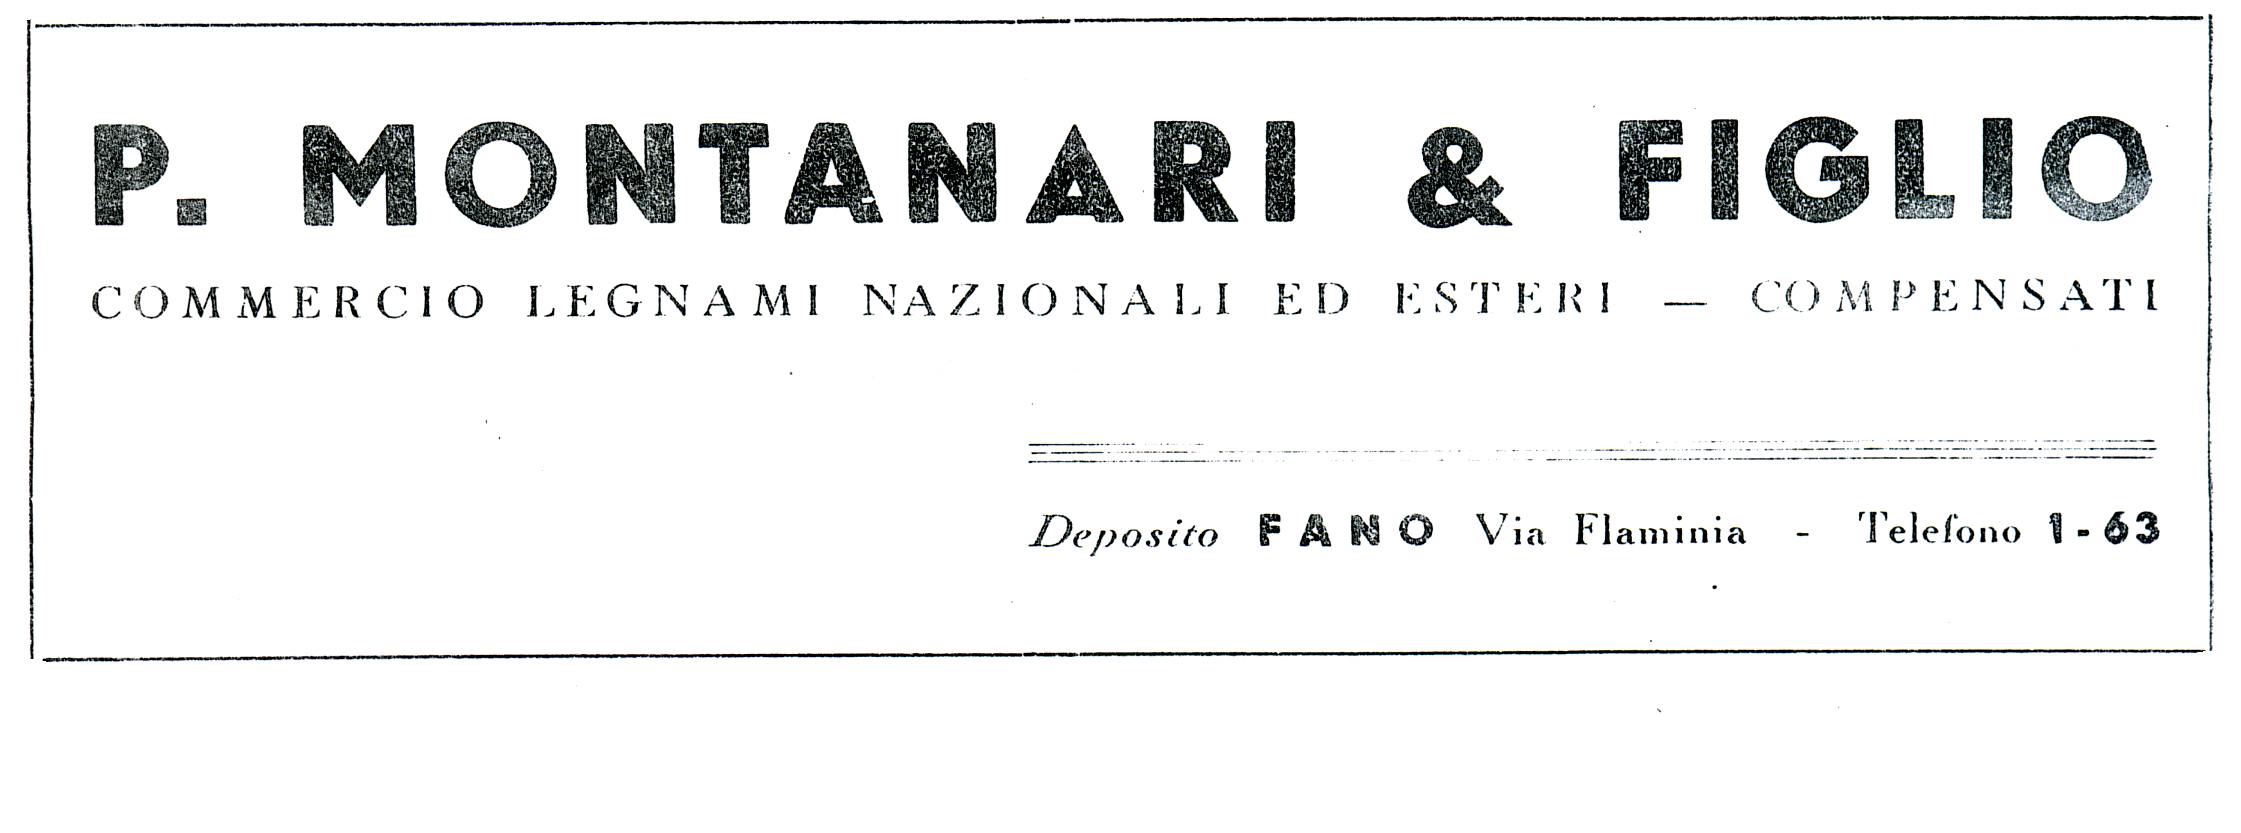 P. MONTANARI & FIGLIO
COMMERCIO LEGNAMI NAZIONALI ED ESTERI — COMPENSATI
Deposito FANO Via Flaminia - Telefono 1-63